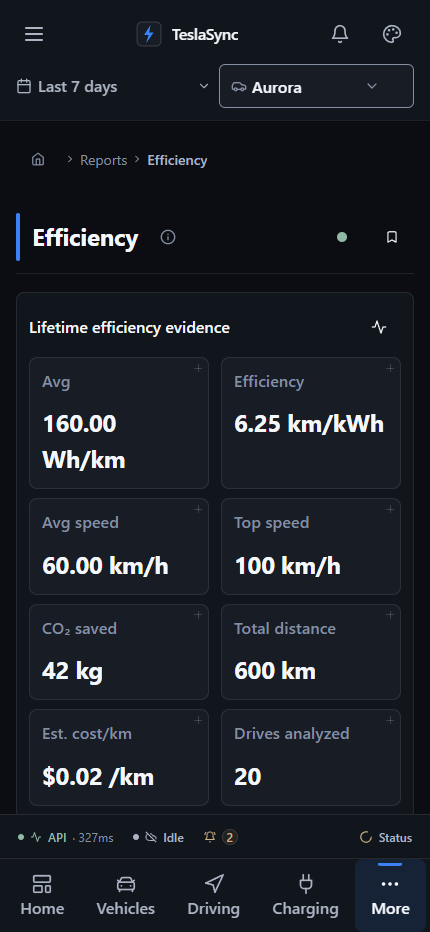 TeslaSync
Last 7 days
Aurora
Reports
Efficiency
Efficiency
Lifetime efficiency evidence
Avg
160.00
Wh/km
Efficiency
6.25 km/kWh
Avg speed
60.00 km/h
Top speed
100 km/h
CO₂ saved
42 kg
Total distance
600 km
Est. cost/km
$0.02 /km
Drives analyzed
20
API · 327ms
Idle
2
Status
Home
Vehicles
Driving
Charging
More